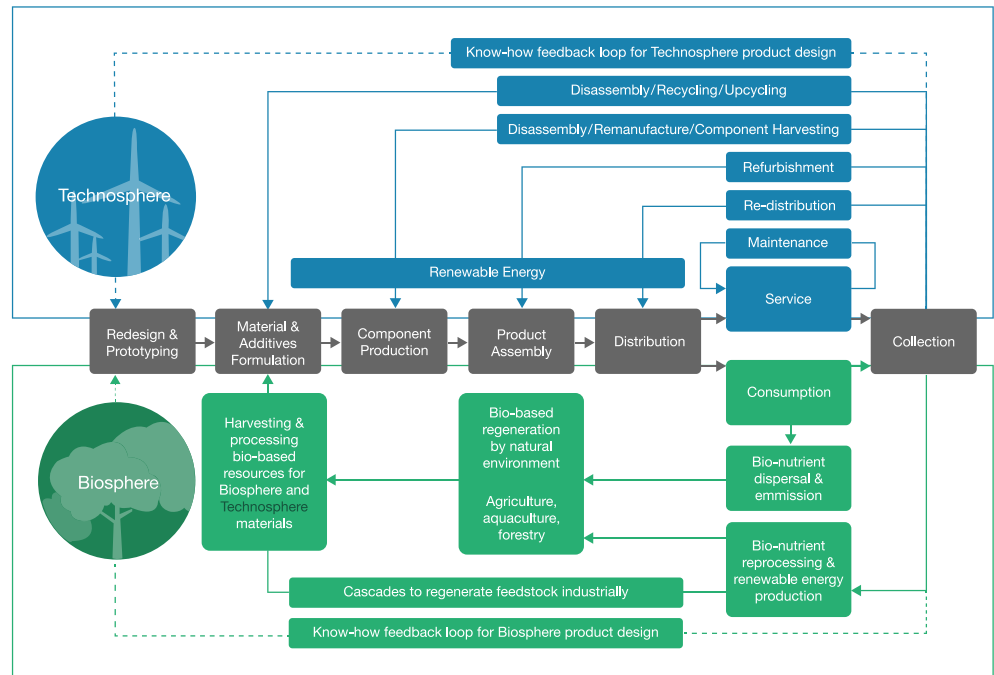 Know-how feedback loop for Technosphere product design
Disassembly/Recycling/Upcycling
Disassembly/Remanufacture/Component Harvesting
Refurbishment
Technosphere
Re-distribution
Maintenance
Renewable Energy
Service
Redesign &
Prototyping
Material &
Additives
Formulation
Component
Production
Product
Assembly
Distribution
Collection
Consumption
Harvesting &
processing
bio-based
resources for
Biosphere and
Technosphere
materials
Bio-based
regeneration
by natural
environment
Agriculture,
aquaculture,
forestry
Bio-nutrient
dispersal &
emmission
Biosphere
Bio-nutrient
reprocessing &
renewable energy
production
Cascades to regenerate feedstock industrially
Know-how feedback loop for Biosphere product design